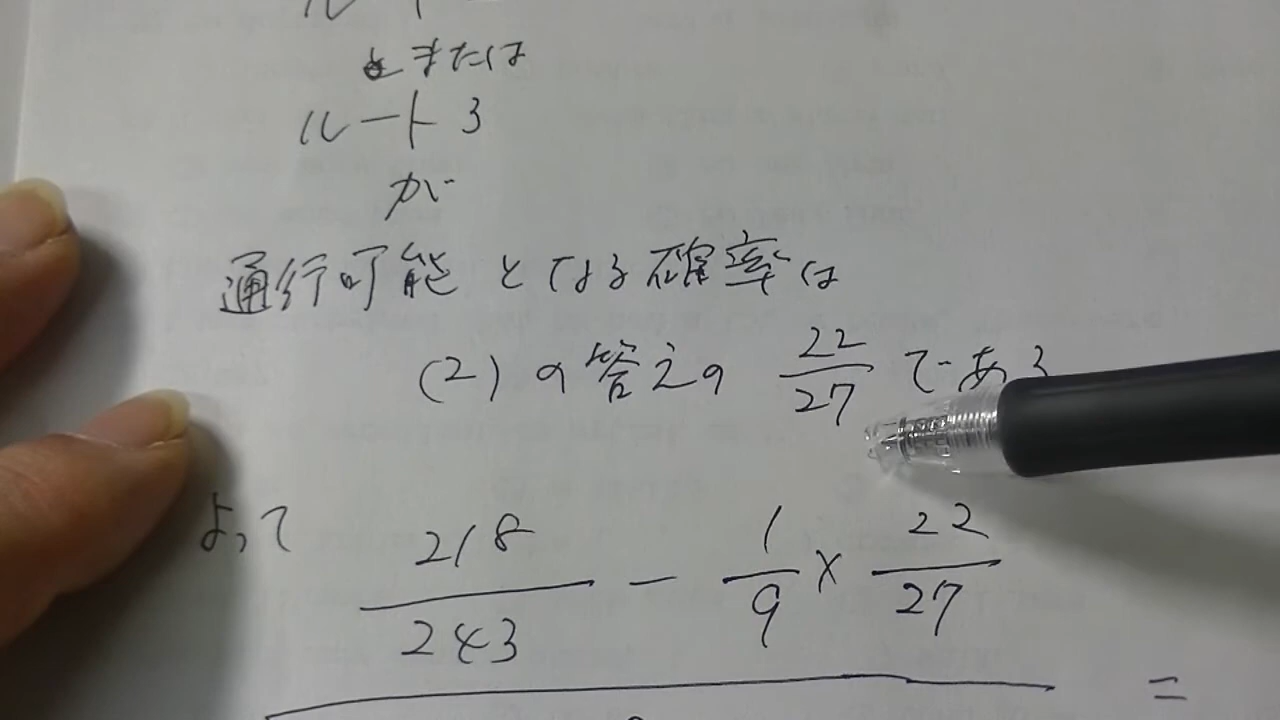 または
ルート3
が
通行可能となる確率は
(2)の答えの 22/27 である
よって 218/243 - 1/9 × 22/27
=